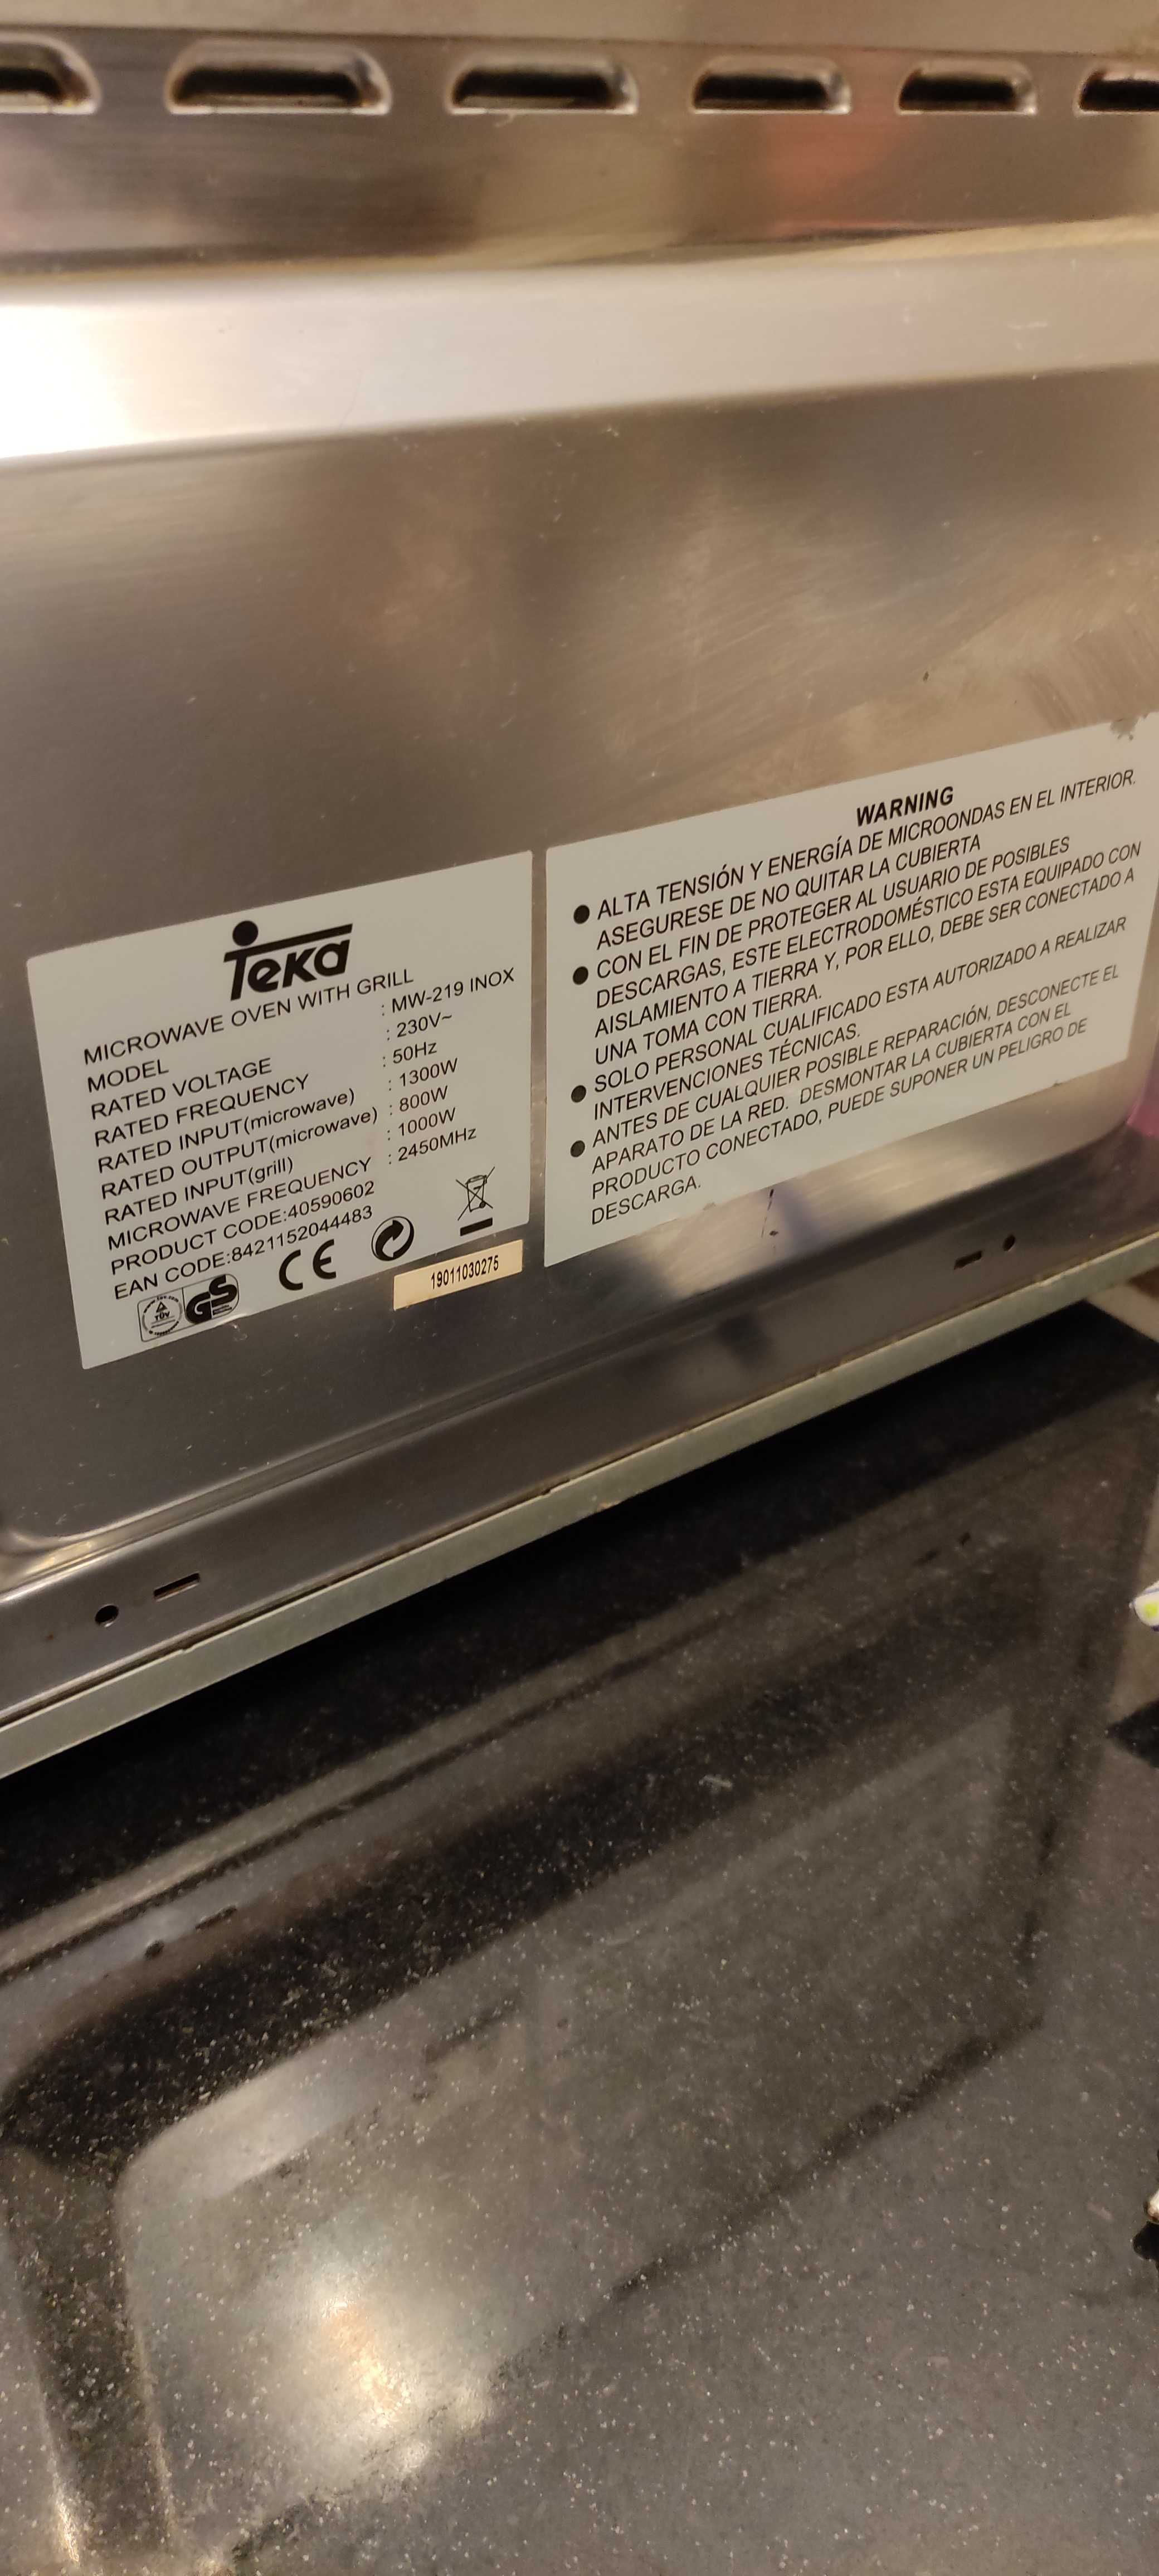 Teka
MICROWAVE OVEN WITH GRILL
MODEL : MW-219 INOX
RATED VOLTAGE : 230V~
RATED FREQUENCY : 50Hz
RATED INPUT(microwave) : 1300W
RATED OUTPUT(microwave) : 800W
RATED INPUT(grill) : 1000W
MICROWAVE FREQUENCY : 2450MHz
PRODUCT CODE:40590602
EAN CODE:8421152044483
TÜV GS CE
19011030275
WARNING
● ALTA TENSIÓN Y ENERGÍA DE MICROONDAS EN EL INTERIOR.
ASEGURESE DE NO QUITAR LA CUBIERTA
● CON EL FIN DE PROTEGER AL USUARIO DE POSIBLES
DESCARGAS, ESTE ELECTRODOMÉSTICO ESTA EQUIPADO CON
AISLAMIENTO A TIERRA Y, POR ELLO, DEBE SER CONECTADO A
UNA TOMA CON TIERRA.
● SOLO PERSONAL CUALIFICADO ESTA AUTORIZADO A REALIZAR
INTERVENCIONES TÉCNICAS.
● ANTES DE CUALQUIER POSIBLE REPARACIÓN, DESCONECTE EL
APARATO DE LA RED. DESMONTAR LA CUBIERTA CON EL
PRODUCTO CONECTADO, PUEDE SUPONER UN PELIGRO DE
DESCARGA.